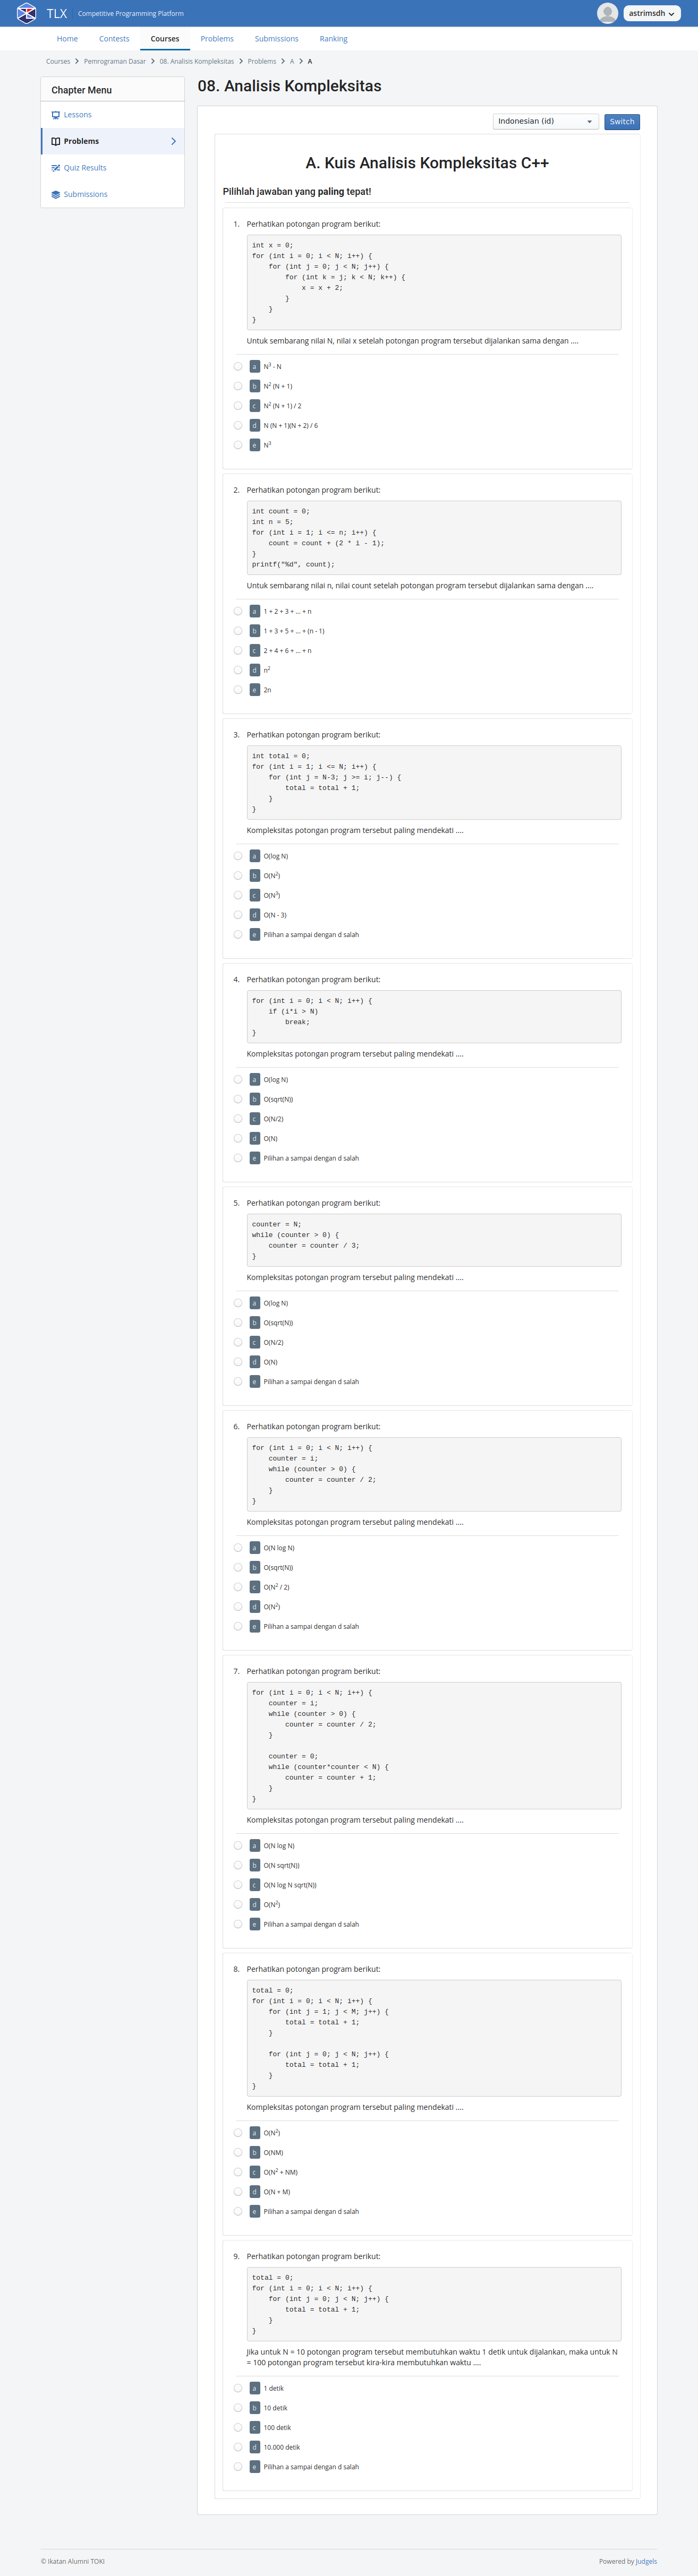 TLX Competitive Programming Platform astrimsdh
Home Contests Courses Problems Submissions Ranking
Courses > Pemrograman Dasar > 08. Analisis Kompleksitas > Problems > A > A
Chapter Menu
Lessons
Problems
Quiz Results
Submissions
08. Analisis Kompleksitas
Indonesian (id) Switch
A. Kuis Analisis Kompleksitas C++
Pilihlah jawaban yang paling tepat!
1. Perhatikan potongan program berikut:
int x = 0;
for (int i = 0; i < N; i++) {
    for (int j = 0; j < N; j++) {
        for (int k = j; k < N; k++) {
            x = x + 2;
        }
    }
}
Untuk sembarang nilai N, nilai x setelah potongan program tersebut dijalankan sama dengan ....
a N³ - N
b N² (N + 1)
c N² (N + 1) / 2
d N (N + 1)(N + 2) / 6
e N³
2. Perhatikan potongan program berikut:
int count = 0;
int n = 5;
for (int i = 1; i <= n; i++) {
    count = count + (2 * i - 1);
}
printf("%d", count);
Untuk sembarang nilai n, nilai count setelah potongan program tersebut dijalankan sama dengan ....
a 1 + 2 + 3 + ... + n
b 1 + 3 + 5 + ... + (n - 1)
c 2 + 4 + 6 + ... + n
d n²
e 2n
3. Perhatikan potongan program berikut:
int total = 0;
for (int i = 1; i <= N; i++) {
    for (int j = N-3; j >= i; j--) {
        total = total + 1;
    }
}
Kompleksitas potongan program tersebut paling mendekati ....
a O(log N)
b O(N²)
c O(N³)
d O(N - 3)
e Pilihan a sampai dengan d salah
4. Perhatikan potongan program berikut:
for (int i = 0; i < N; i++) {
    if (i*i > N)
        break;
}
Kompleksitas potongan program tersebut paling mendekati ....
a O(log N)
b O(sqrt(N))
c O(N/2)
d O(N)
e Pilihan a sampai dengan d salah
5. Perhatikan potongan program berikut:
counter = N;
while (counter > 0) {
    counter = counter / 3;
}
Kompleksitas potongan program tersebut paling mendekati ....
a O(log N)
b O(sqrt(N))
c O(N/2)
d O(N)
e Pilihan a sampai dengan d salah
6. Perhatikan potongan program berikut:
for (int i = 0; i < N; i++) {
    counter = i;
    while (counter > 0) {
        counter = counter / 2;
    }
}
Kompleksitas potongan program tersebut paling mendekati ....
a O(N log N)
b O(sqrt(N))
c O(N² / 2)
d O(N²)
e Pilihan a sampai dengan d salah
7. Perhatikan potongan program berikut:
for (int i = 0; i < N; i++) {
    counter = i;
    while (counter > 0) {
        counter = counter / 2;
    }
    counter = 0;
    while (counter*counter < N) {
        counter = counter + 1;
    }
}
Kompleksitas potongan program tersebut paling mendekati ....
a O(N log N)
b O(N sqrt(N))
c O(N log N sqrt(N))
d O(N²)
e Pilihan a sampai dengan d salah
8. Perhatikan potongan program berikut:
total = 0;
for (int i = 0; i < N; i++) {
    for (int j = 1; j < M; j++) {
        total = total + 1;
    }
    for (int j = 0; j < N; j++) {
        total = total + 1;
    }
}
Kompleksitas potongan program tersebut paling mendekati ....
a O(N²)
b O(NM)
c O(N² + NM)
d O(N + M)
e Pilihan a sampai dengan d salah
9. Perhatikan potongan program berikut:
total = 0;
for (int i = 0; i < N; i++) {
    for (int j = 0; j < N; j++) {
        total = total + 1;
    }
}
Jika untuk N = 10 potongan program tersebut membutuhkan waktu 1 detik untuk dijalankan, maka untuk N
= 100 potongan program tersebut kira-kira membutuhkan waktu ....
a 1 detik
b 10 detik
c 100 detik
d 10.000 detik
e Pilihan a sampai dengan d salah
© Ikatan Alumni TOKI Powered by Judgels